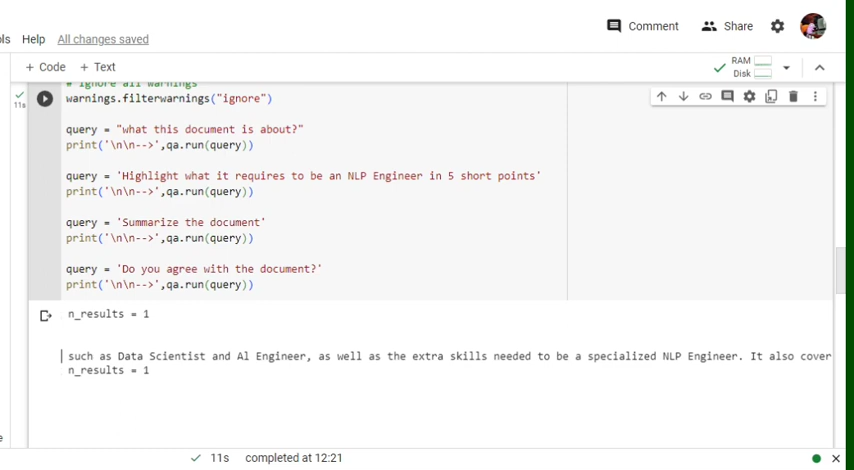 Comment Share
ols Help All changes saved
+ Code + Text
RAM
Disk
# Ignore all warnings
11s
warnings.filterwarnings("ignore")
query = "what this document is about?"
print('\n\n-->',qa.run(query))
query = 'Highlight what it requires to be an NLP Engineer in 5 short points'
print('\n\n-->',qa.run(query))
query = 'Summarize the document'
print('\n\n-->',qa.run(query))
query = 'Do you agree with the document?'
print('\n\n-->',qa.run(query))
n_results = 1
such as Data Scientist and Al Engineer, as well as the extra skills needed to be a specialized NLP Engineer. It also cover
n_results = 1
e
11s completed at 12:21